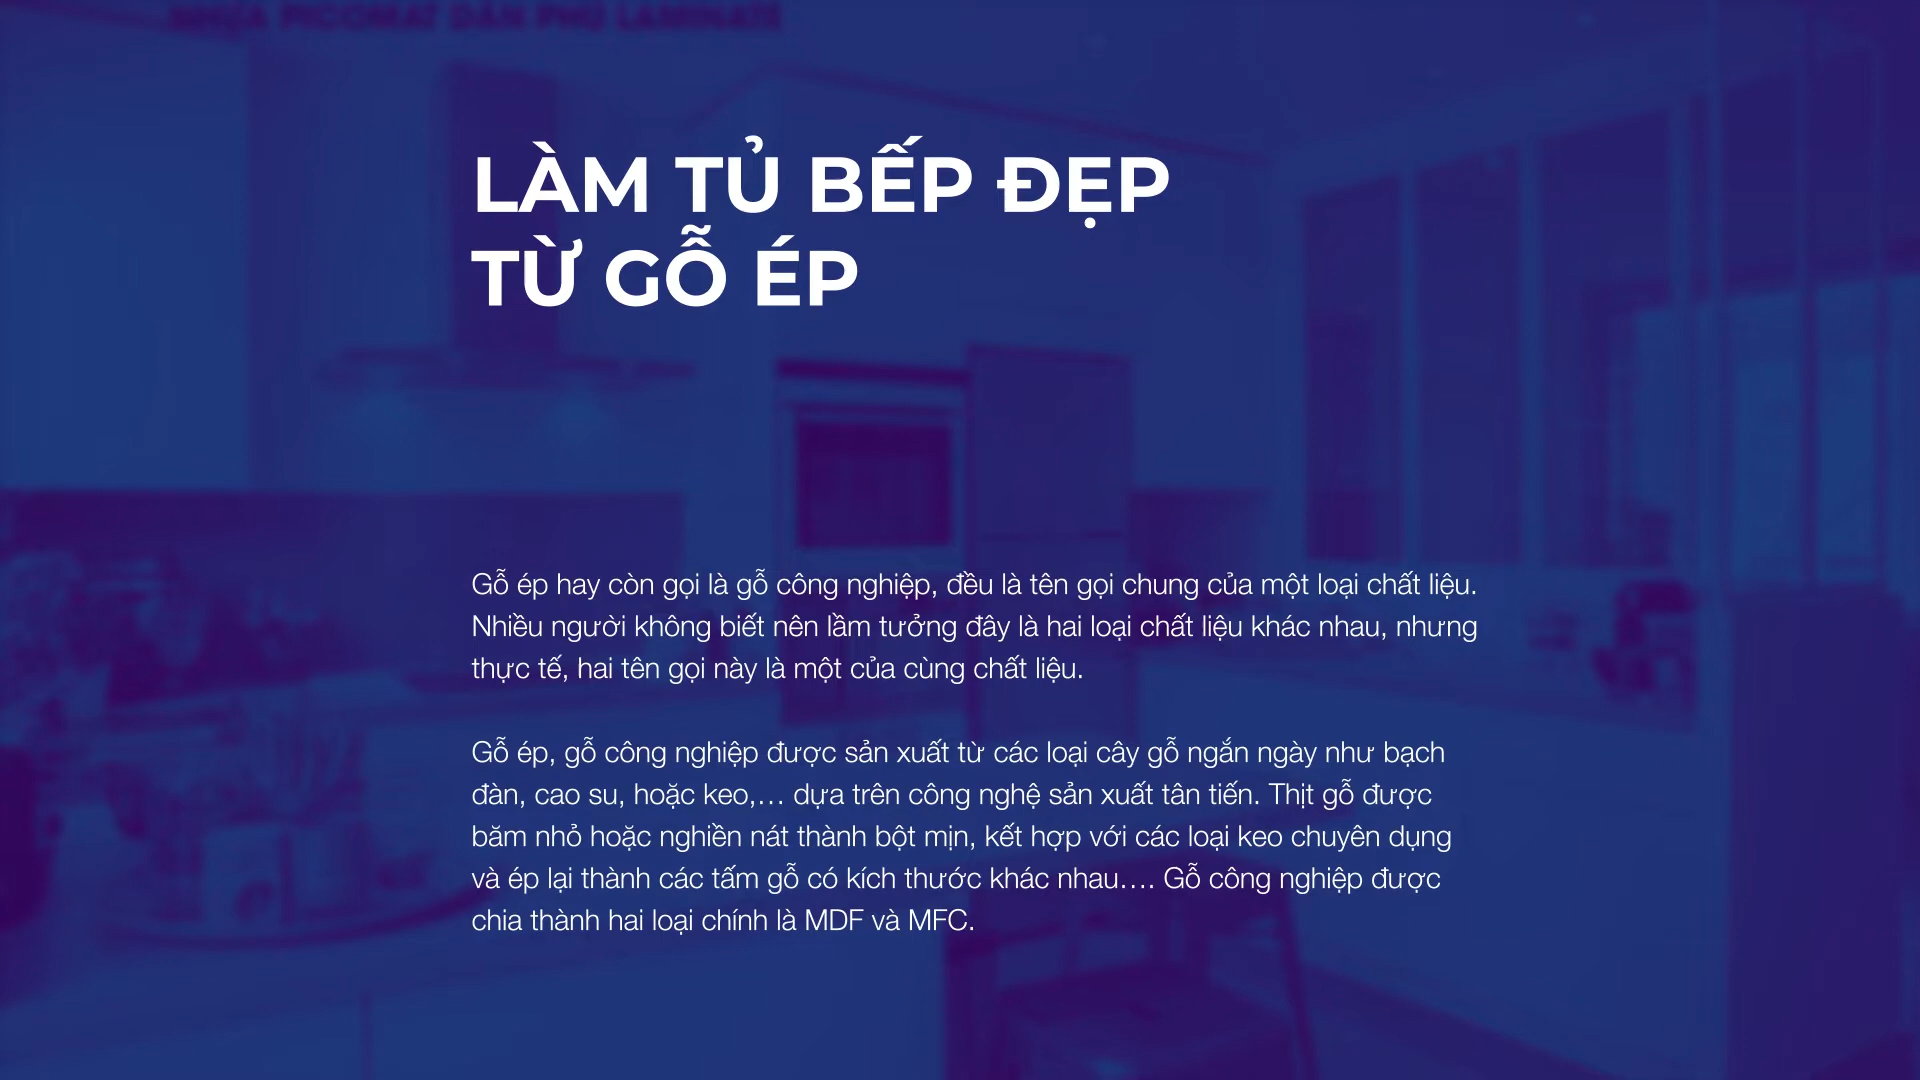 NHỰA PICOMAT DÁN PHỦ LAMINATE
LÀM TỦ BẾP ĐẸP
TỪ GỖ ÉP
Gỗ ép hay còn gọi là gỗ công nghiệp, đều là tên gọi chung của một loại chất liệu.
Nhiều người không biết nên lầm tưởng đây là hai loại chất liệu khác nhau, nhưng
thực tế, hai tên gọi này là một của cùng chất liệu.
Gỗ ép, gỗ công nghiệp được sản xuất từ các loại cây gỗ ngắn ngày như bạch
đàn, cao su, hoặc keo,… dựa trên công nghệ sản xuất tân tiến. Thịt gỗ được
băm nhỏ hoặc nghiền nát thành bột mịn, kết hợp với các loại keo chuyên dụng
và ép lại thành các tấm gỗ có kích thước khác nhau…. Gỗ công nghiệp được
chia thành hai loại chính là MDF và MFC.